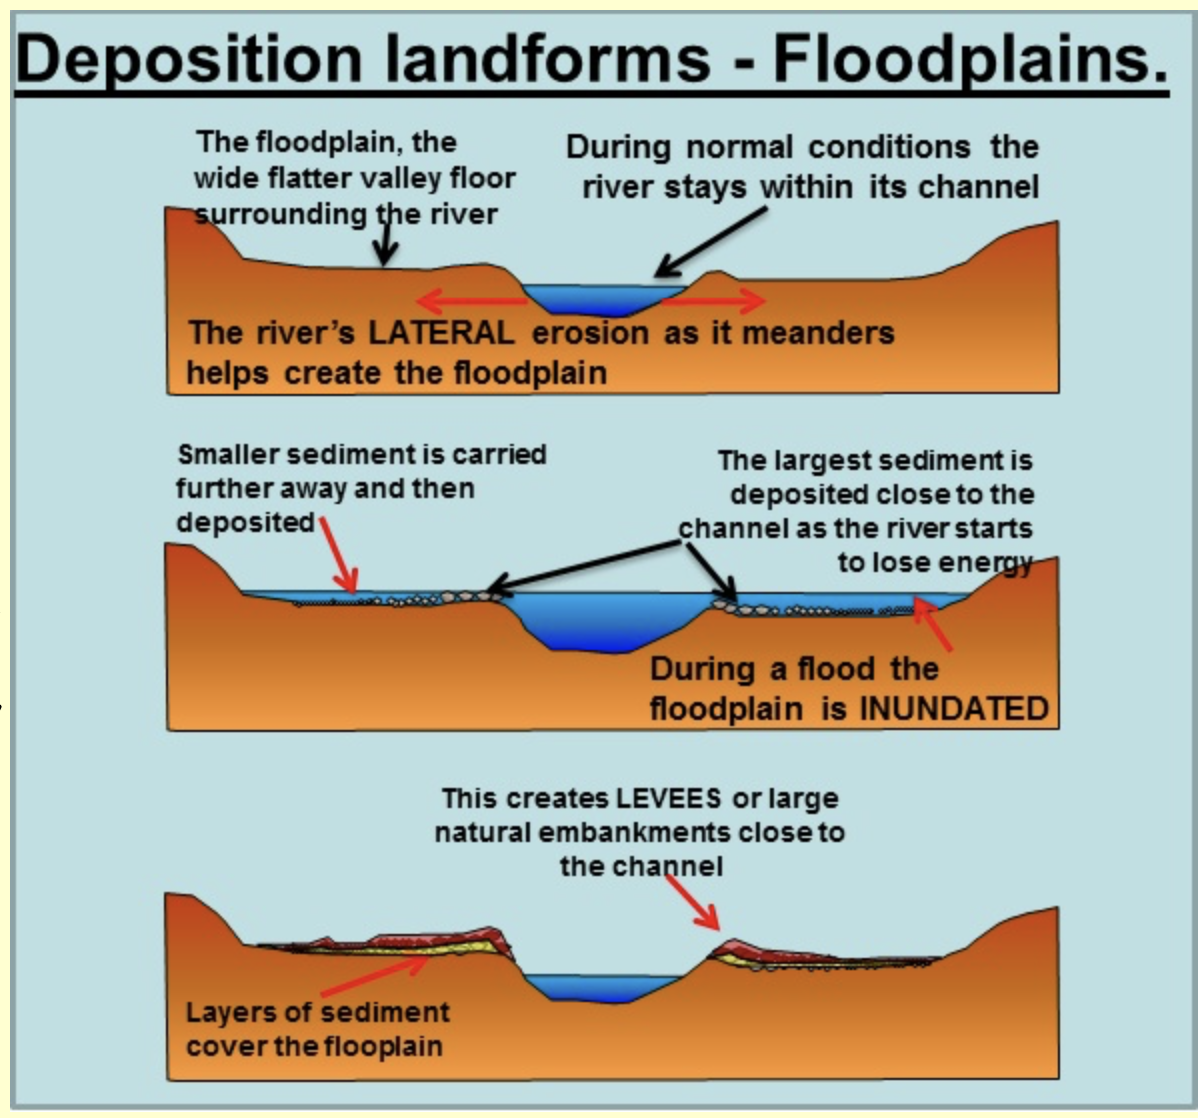 Deposition landforms - Floodplains.
The floodplain, the
wide flatter valley floor
surrounding the river
During normal conditions the
river stays within its channel
The river's LATERAL erosion as it meanders
helps create the floodplain
Smaller sediment is carried
further away and then
deposited
The largest sediment is
deposited close to the
channel as the river starts
to lose energy
During a flood the
floodplain is INUNDATED
This creates LEVEES or large
natural embankments close to
the channel
Layers of sediment
cover the flooplain